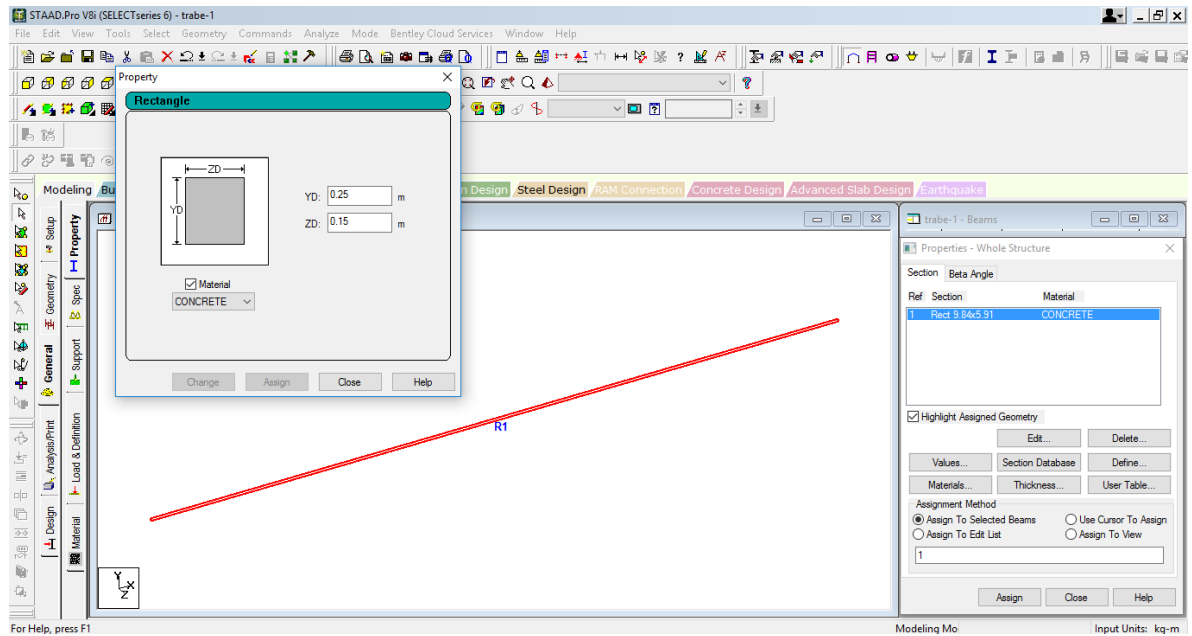 STAAD.Pro V8i (SELECTseries 6) - trabe-1
File Edit View Tools Select Geometry Commands Analyze Mode Bentley Cloud Services Window Help
Property
Rectangle
ZD
YD
YD: 0.25 m
ZD: 0.15 m
Material
CONCRETE
Change Assign Close Help
Modeling Bu n Design Steel Design RAM Connection Concrete Design Advanced Slab Design Earthquake
Setup
Geometry
General
Analysis/Print
Design
Property
Spec
Support
Load & Definition
Material
R1
Y
X
Z
trabe-1 - Beams
Properties - Whole Structure
Section Beta Angle
Ref Section Material
1 Rect 9.84x5.91 CONCRETE
Highlight Assigned Geometry
Edit... Delete...
Values... Section Database Define...
Materials... Thickness... User Table...
Assignment Method
Assign To Selected Beams Use Cursor To Assign
Assign To Edit List Assign To View
1
Assign Close Help
For Help, press F1 Modeling Mo Input Units: kg-m